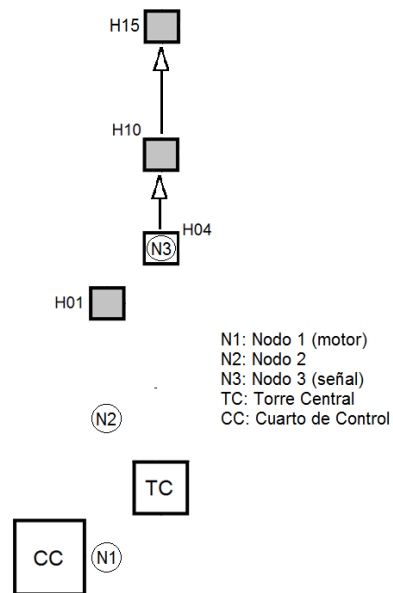 H15
H10
H04
N3
H01
N1: Nodo 1 (motor)
N2: Nodo 2
N3: Nodo 3 (señal)
TC: Torre Central
CC: Cuarto de Control
N2
TC
CC
N1